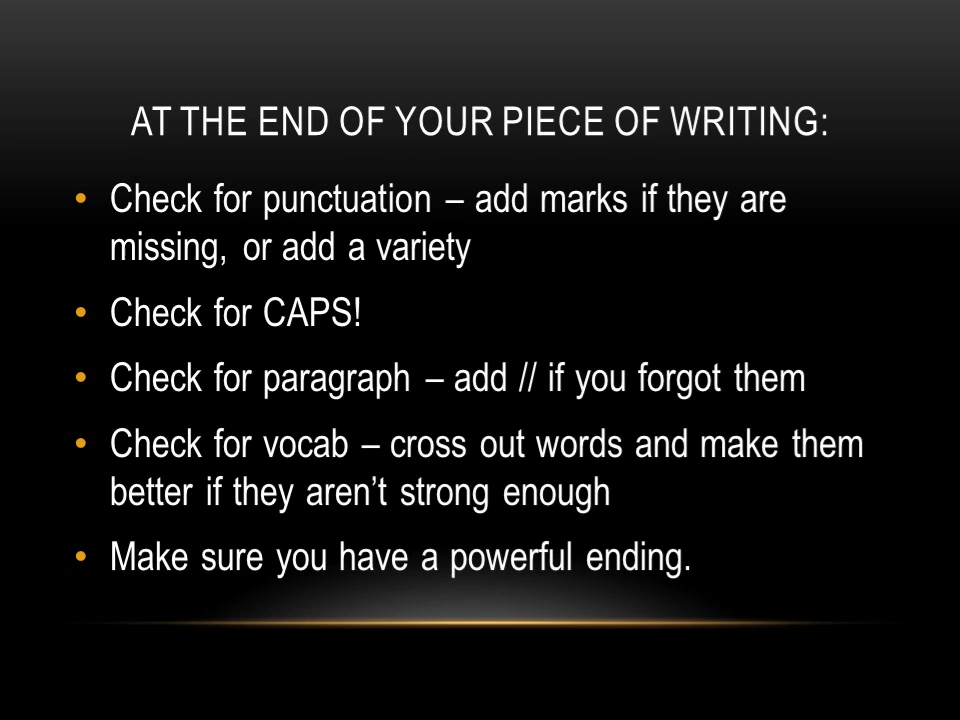 AT THE END OF YOUR PIECE OF WRITING:
• Check for punctuation – add marks if they are
missing, or add a variety
• Check for CAPS!
• Check for paragraph – add // if you forgot them
• Check for vocab – cross out words and make them
better if they aren’t strong enough
• Make sure you have a powerful ending.